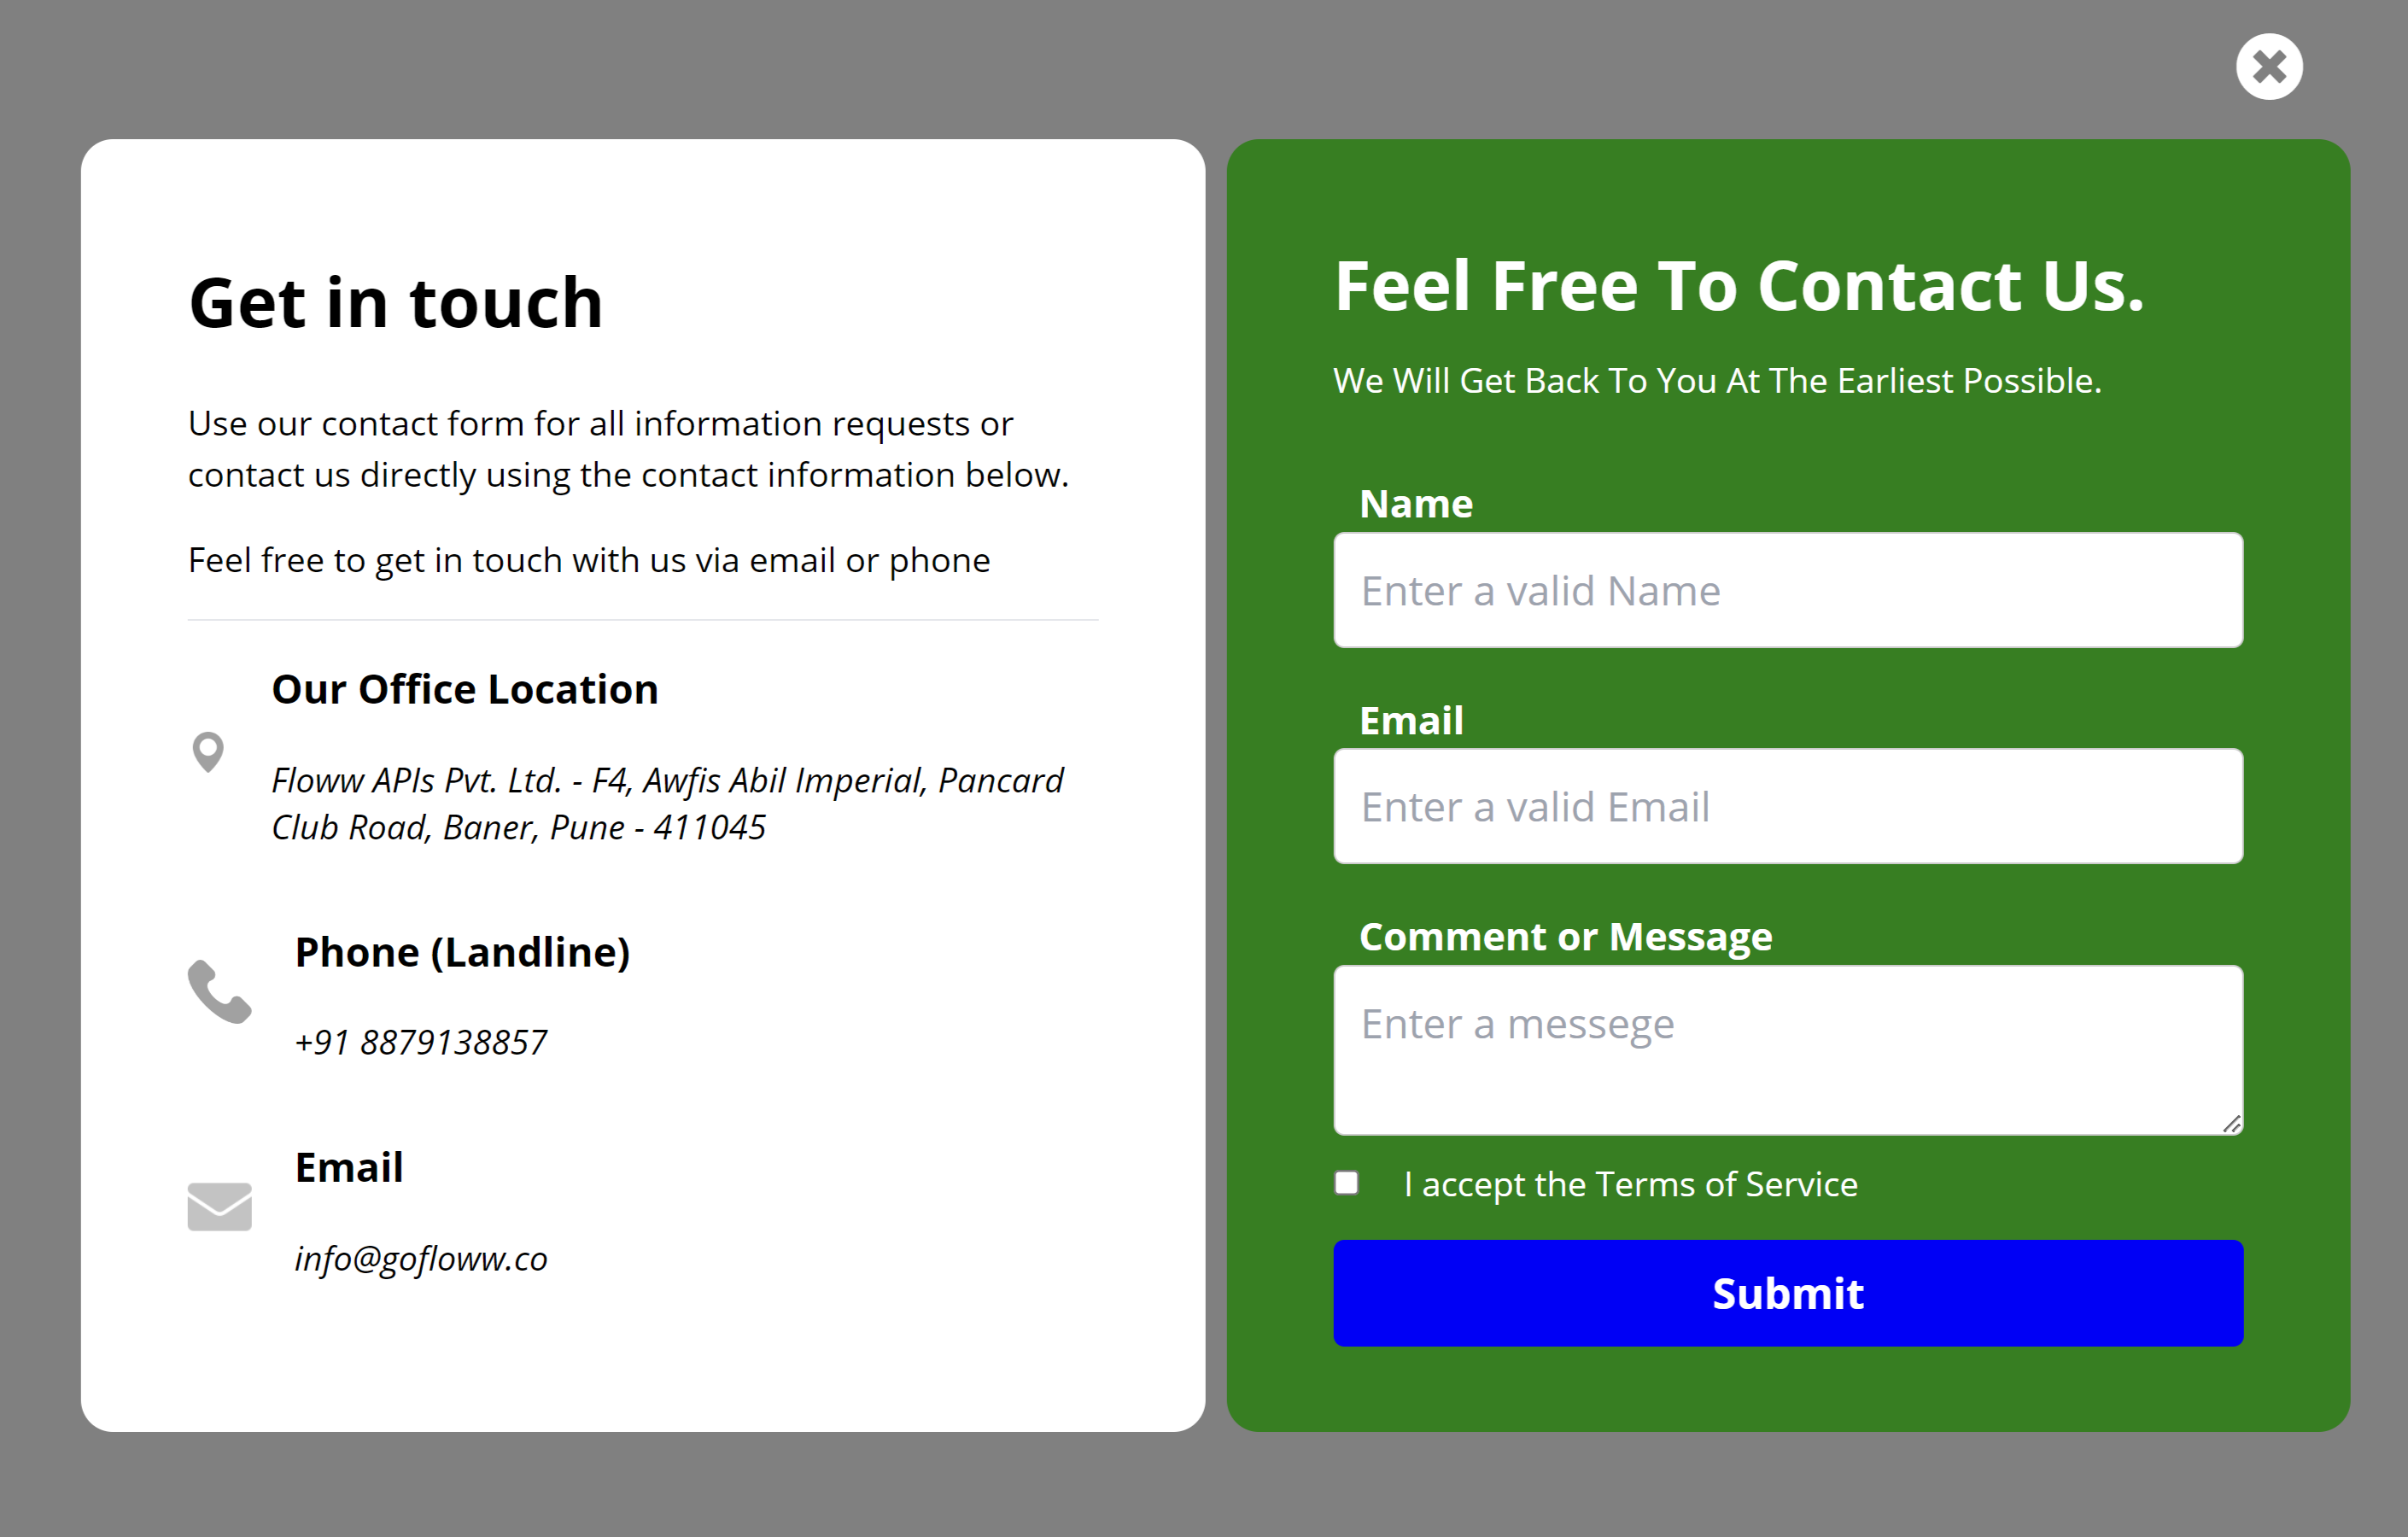 Get in touch
Use our contact form for all information requests or
contact us directly using the contact information below.
Feel free to get in touch with us via email or phone
Our Office Location
Floww APIs Pvt. Ltd. - F4, Awfis Abil Imperial, Pancard
Club Road, Baner, Pune - 411045
Phone (Landline)
+91 8879138857
Email
info@gofloww.co
Feel Free To Contact Us.
We Will Get Back To You At The Earliest Possible.
Name
Enter a valid Name
Email
Enter a valid Email
Comment or Message
Enter a messege
I accept the Terms of Service
Submit